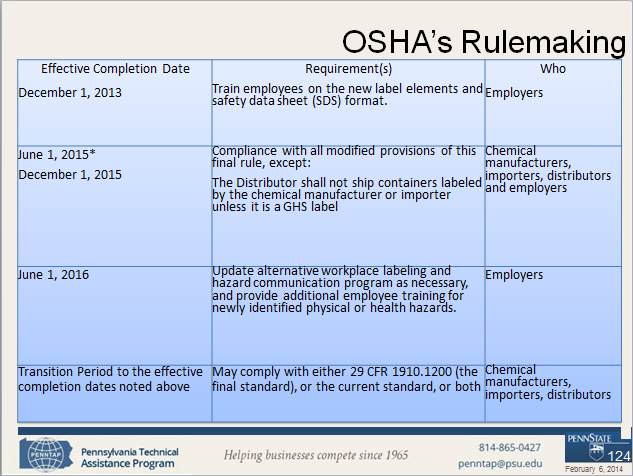 OSHA's Rulemaking
Effective Completion Date
Requirement(s)
Who
December 1, 2013
Train employees on the new label elements and
safety data sheet (SDS) format.
Employers
June 1, 2015*
December 1, 2015
Compliance with all modified provisions of this
final rule, except:
The Distributor shall not ship containers labeled
by the chemical manufacturer or importer
unless it is a GHS label
Chemical
manufacturers,
importers, distributors
and employers
June 1, 2016
Update alternative workplace labeling and
hazard communication program as necessary,
and provide additional employee training for
newly identified physical or health hazards.
Employers
Transition Period to the effective
completion dates noted above
May comply with either 29 CFR 1910.1200 (the
final standard), or the current standard, or both
Chemical
manufacturers,
importers, distributors
PENNTAP
Pennsylvania Technical
Assistance Program
Helping businesses compete since 1965
814-865-0427
penntap@psu.edu
PENNSTATE
124
February 6, 2014